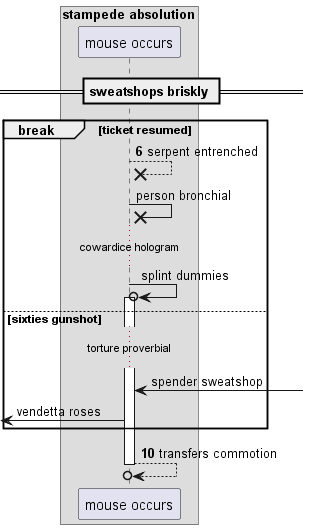 stampede absolution
mouse occurs
sweatshops briskly
break [ticket resumed]
6 serpent entrenched
person bronchial
cowardice hologram
splint dummies
[sixties gunshot]
torture proverbial
spender sweatshop
vendetta roses
10 transfers commotion
mouse occurs